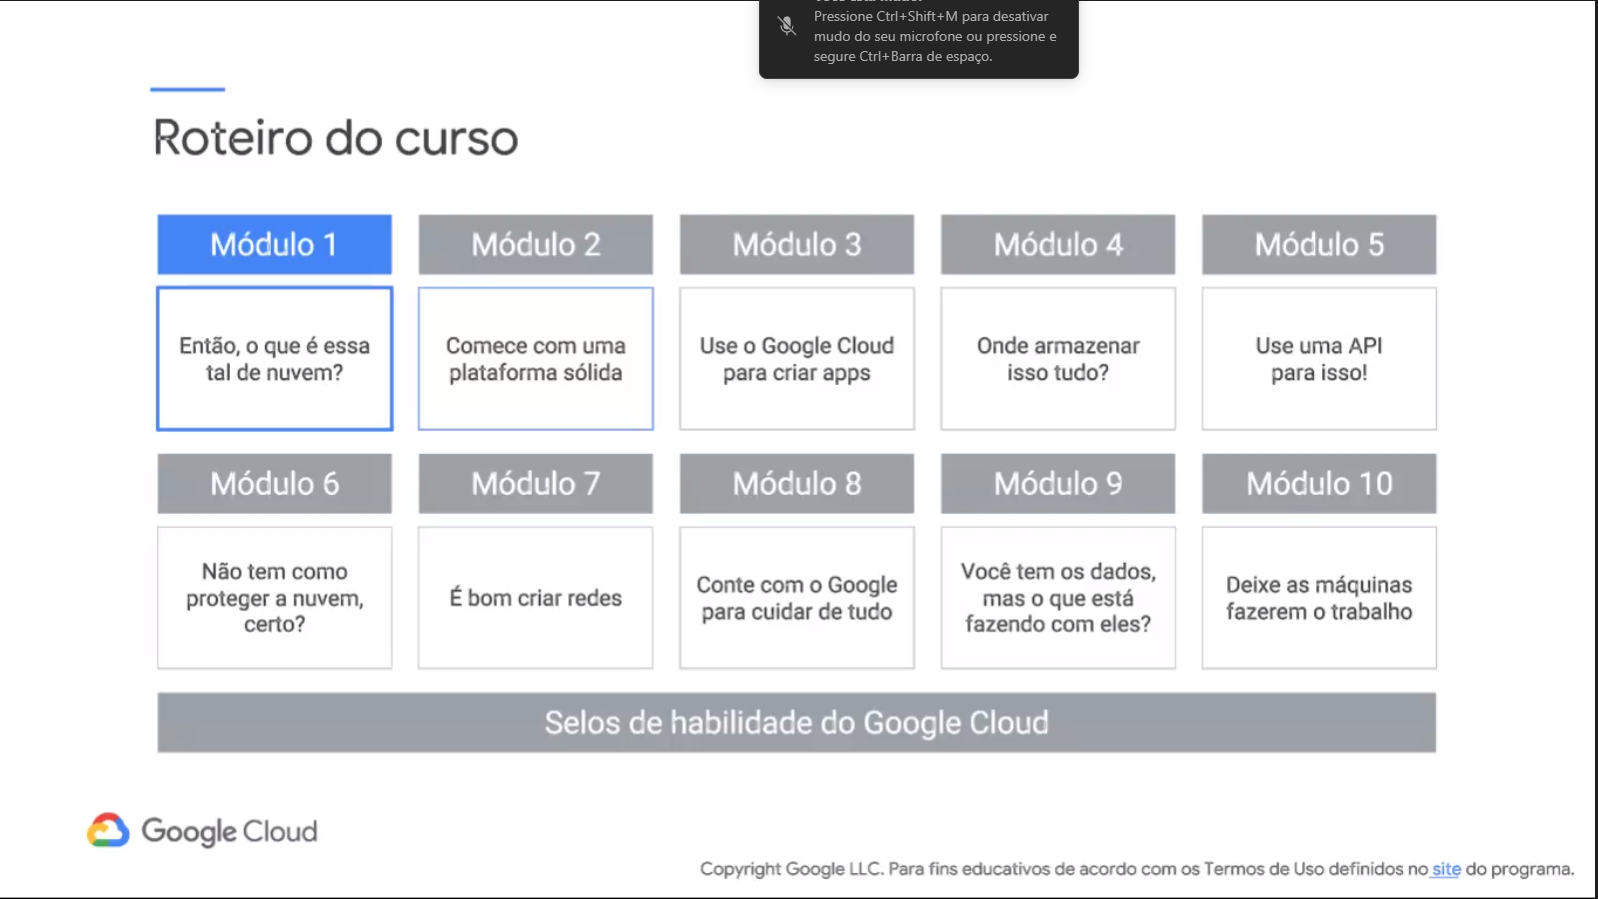 Pressione Ctrl+Shift+M para desativar
mudo do seu microfone ou pressione e
segure Ctrl+Barra de espaço.
Roteiro do curso
Módulo 1
Módulo 2
Módulo 3
Módulo 4
Módulo 5
Então, o que é essa
tal de nuvem?
Comece com uma
plataforma sólida
Use o Google Cloud
para criar apps
Onde armazenar
isso tudo?
Use uma API
para isso!
Módulo 6
Módulo 7
Módulo 8
Módulo 9
Módulo 10
Não tem como
proteger a nuvem,
certo?
É bom criar redes
Conte com o Google
para cuidar de tudo
Você tem os dados,
mas o que está
fazendo com eles?
Deixe as máquinas
fazerem o trabalho
Selos de habilidade do Google Cloud
Google Cloud
Copyright Google LLC. Para fins educativos de acordo com os Termos de Uso definidos no site do programa.